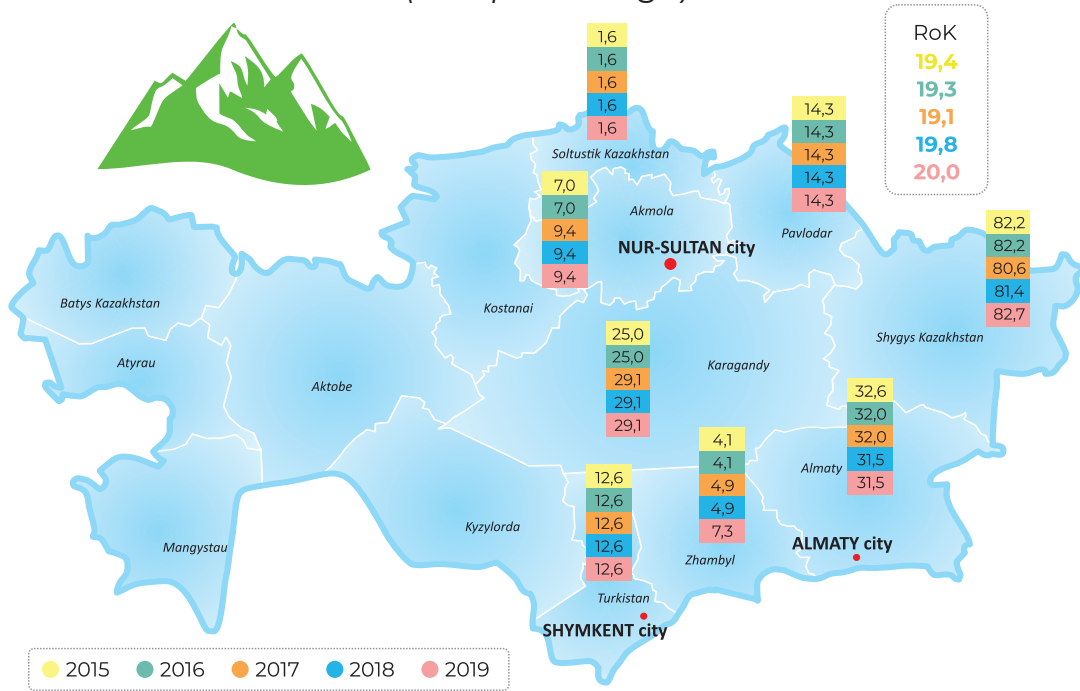 RoK
19,4
19,3
19,1
19,8
20,0
1,6
1,6
1,6
1,6
1,6
Soltustik Kazakhstan
14,3
14,3
14,3
14,3
14,3
Pavlodar
7,0
7,0
9,4
9,4
9,4
Akmola
NUR-SULTAN city
82,2
82,2
80,6
81,4
82,7
Shygys Kazakhstan
Batys Kazakhstan
Kostanai
Atyrau
Aktobe
25,0
25,0
29,1
29,1
29,1
Karagandy
32,6
32,0
32,0
31,5
31,5
Almaty
4,1
4,1
4,9
4,9
7,3
Zhambyl
12,6
12,6
12,6
12,6
12,6
Turkistan
Kyzylorda
Mangystau
ALMATY city
SHYMKENT city
2015 2016 2017 2018 2019